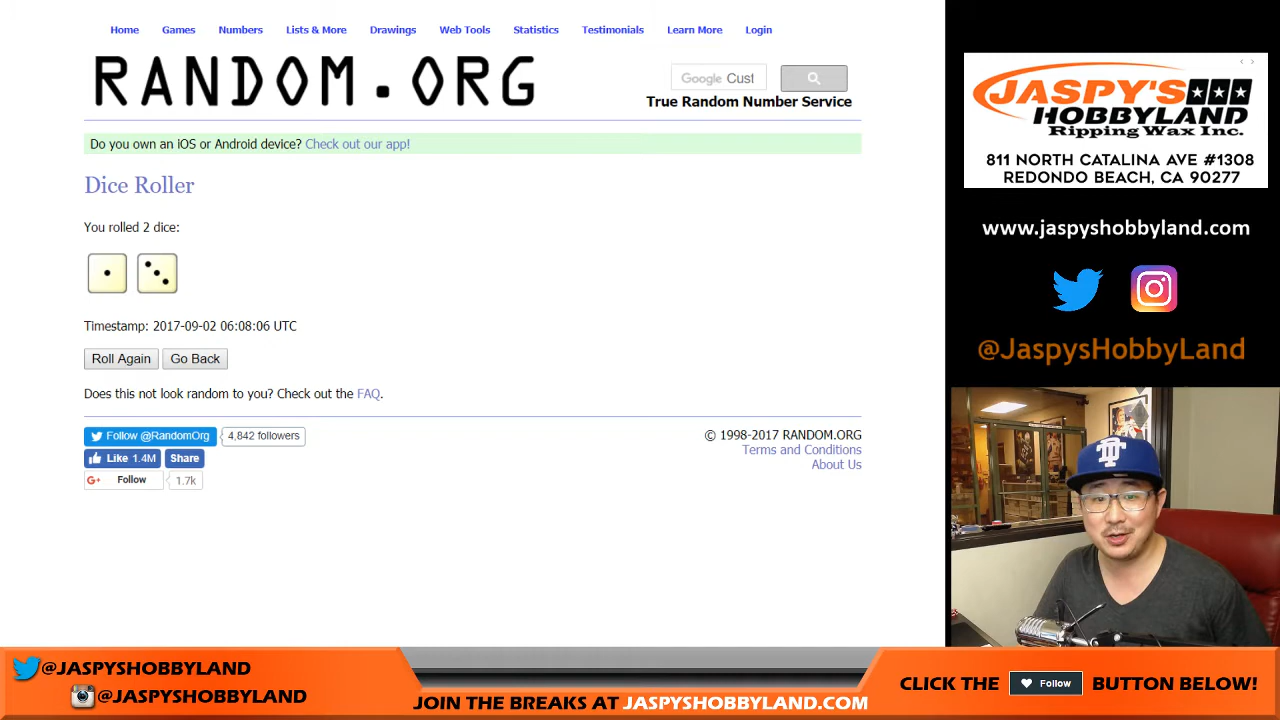 Home Games Numbers Lists & More Drawings Web Tools Statistics Testimonials Learn More Login
RANDOM.ORG
Google Cust
True Random Number Service
Do you own an iOS or Android device? Check out our app!
Dice Roller
You rolled 2 dice:
Timestamp: 2017-09-02 06:08:06 UTC
Roll Again Go Back
Does this not look random to you? Check out the FAQ.
Follow @RandomOrg 4,842 followers
Like 1.4M Share
G+ Follow 1.7k
© 1998-2017 RANDOM.ORG
Terms and Conditions
About Us
JASPY'S
HOBBYLAND
Ripping Wax Inc.
811 NORTH CATALINA AVE #1308
REDONDO BEACH, CA 90277
www.jaspyshobbyland.com
@JaspysHobbyLand
@JASPYSHOBBYLAND
@JASPYSHOBBYLAND
JOIN THE BREAKS AT JASPYSHOBBYLAND.COM
CLICK THE Follow BUTTON BELOW!